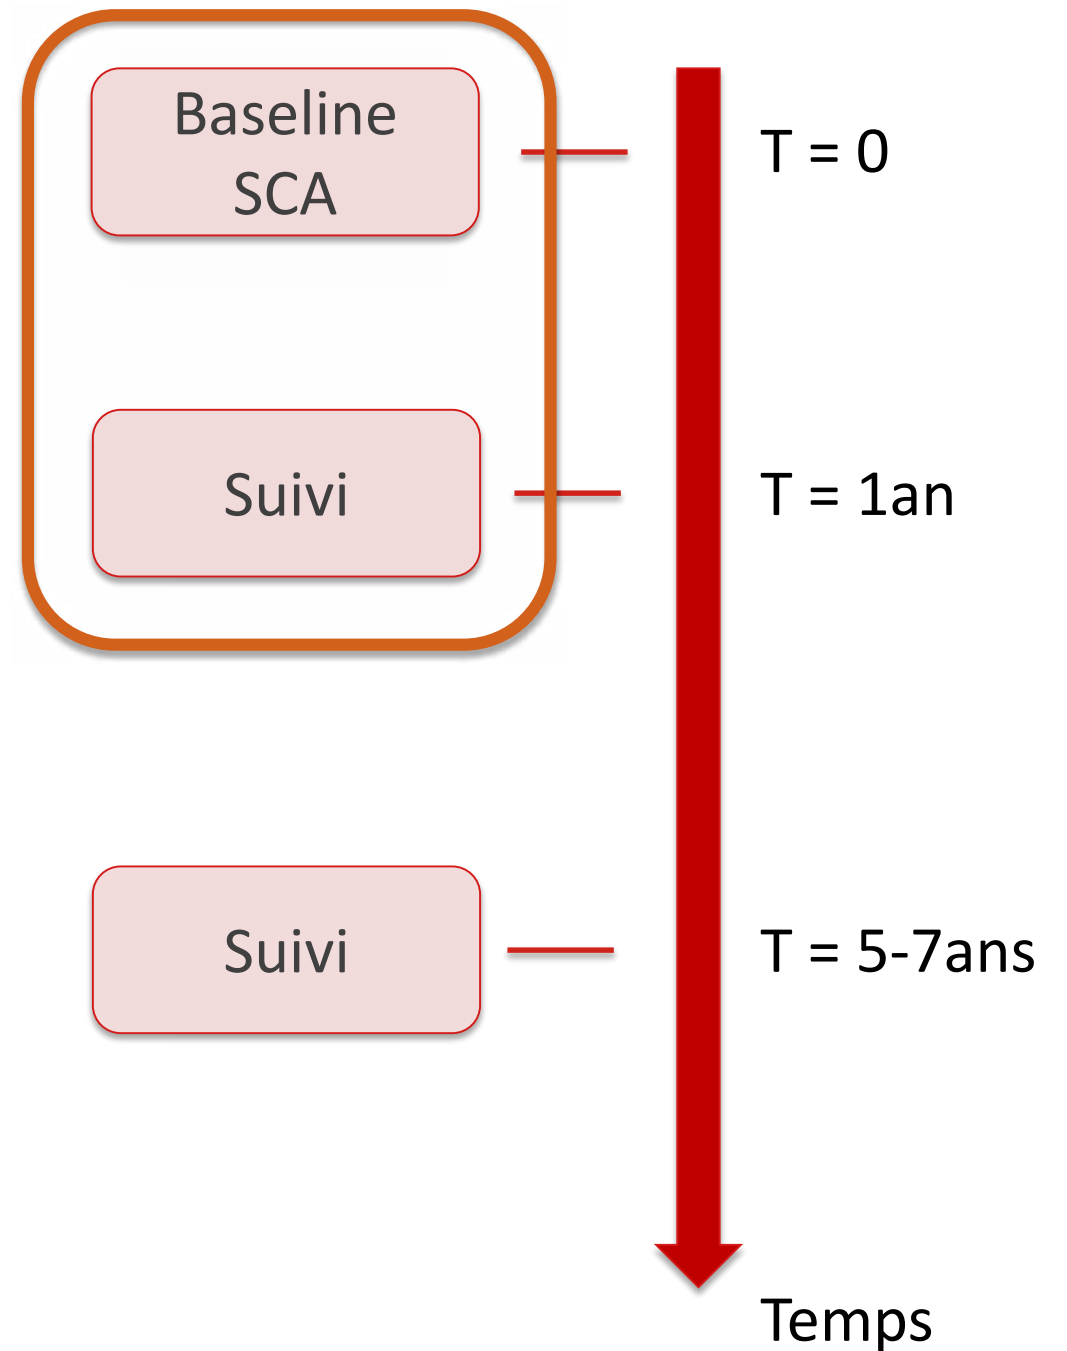 Baseline
SCA
T = 0
Suivi
T = 1an
Suivi
T = 5-7ans
Temps